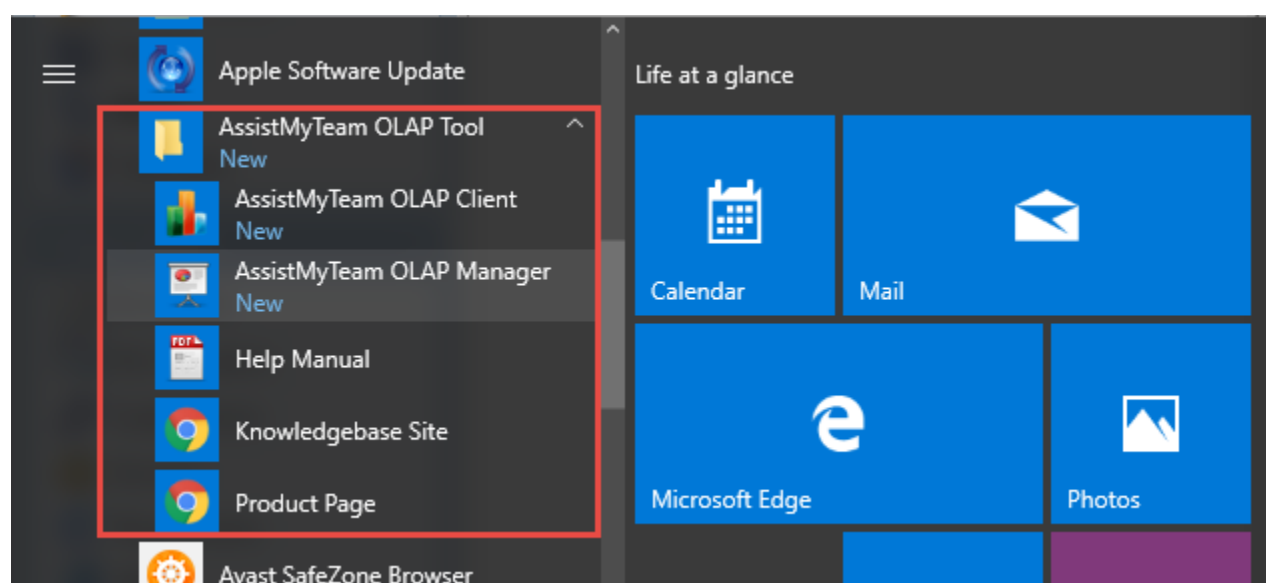 Apple Software Update
AssistMyTeam OLAP Tool
New
AssistMyTeam OLAP Client
New
AssistMyTeam OLAP Manager
New
Help Manual
Knowledgebase Site
Product Page
Avast SafeZone Browser
Life at a glance
Calendar
Mail
Microsoft Edge
Photos